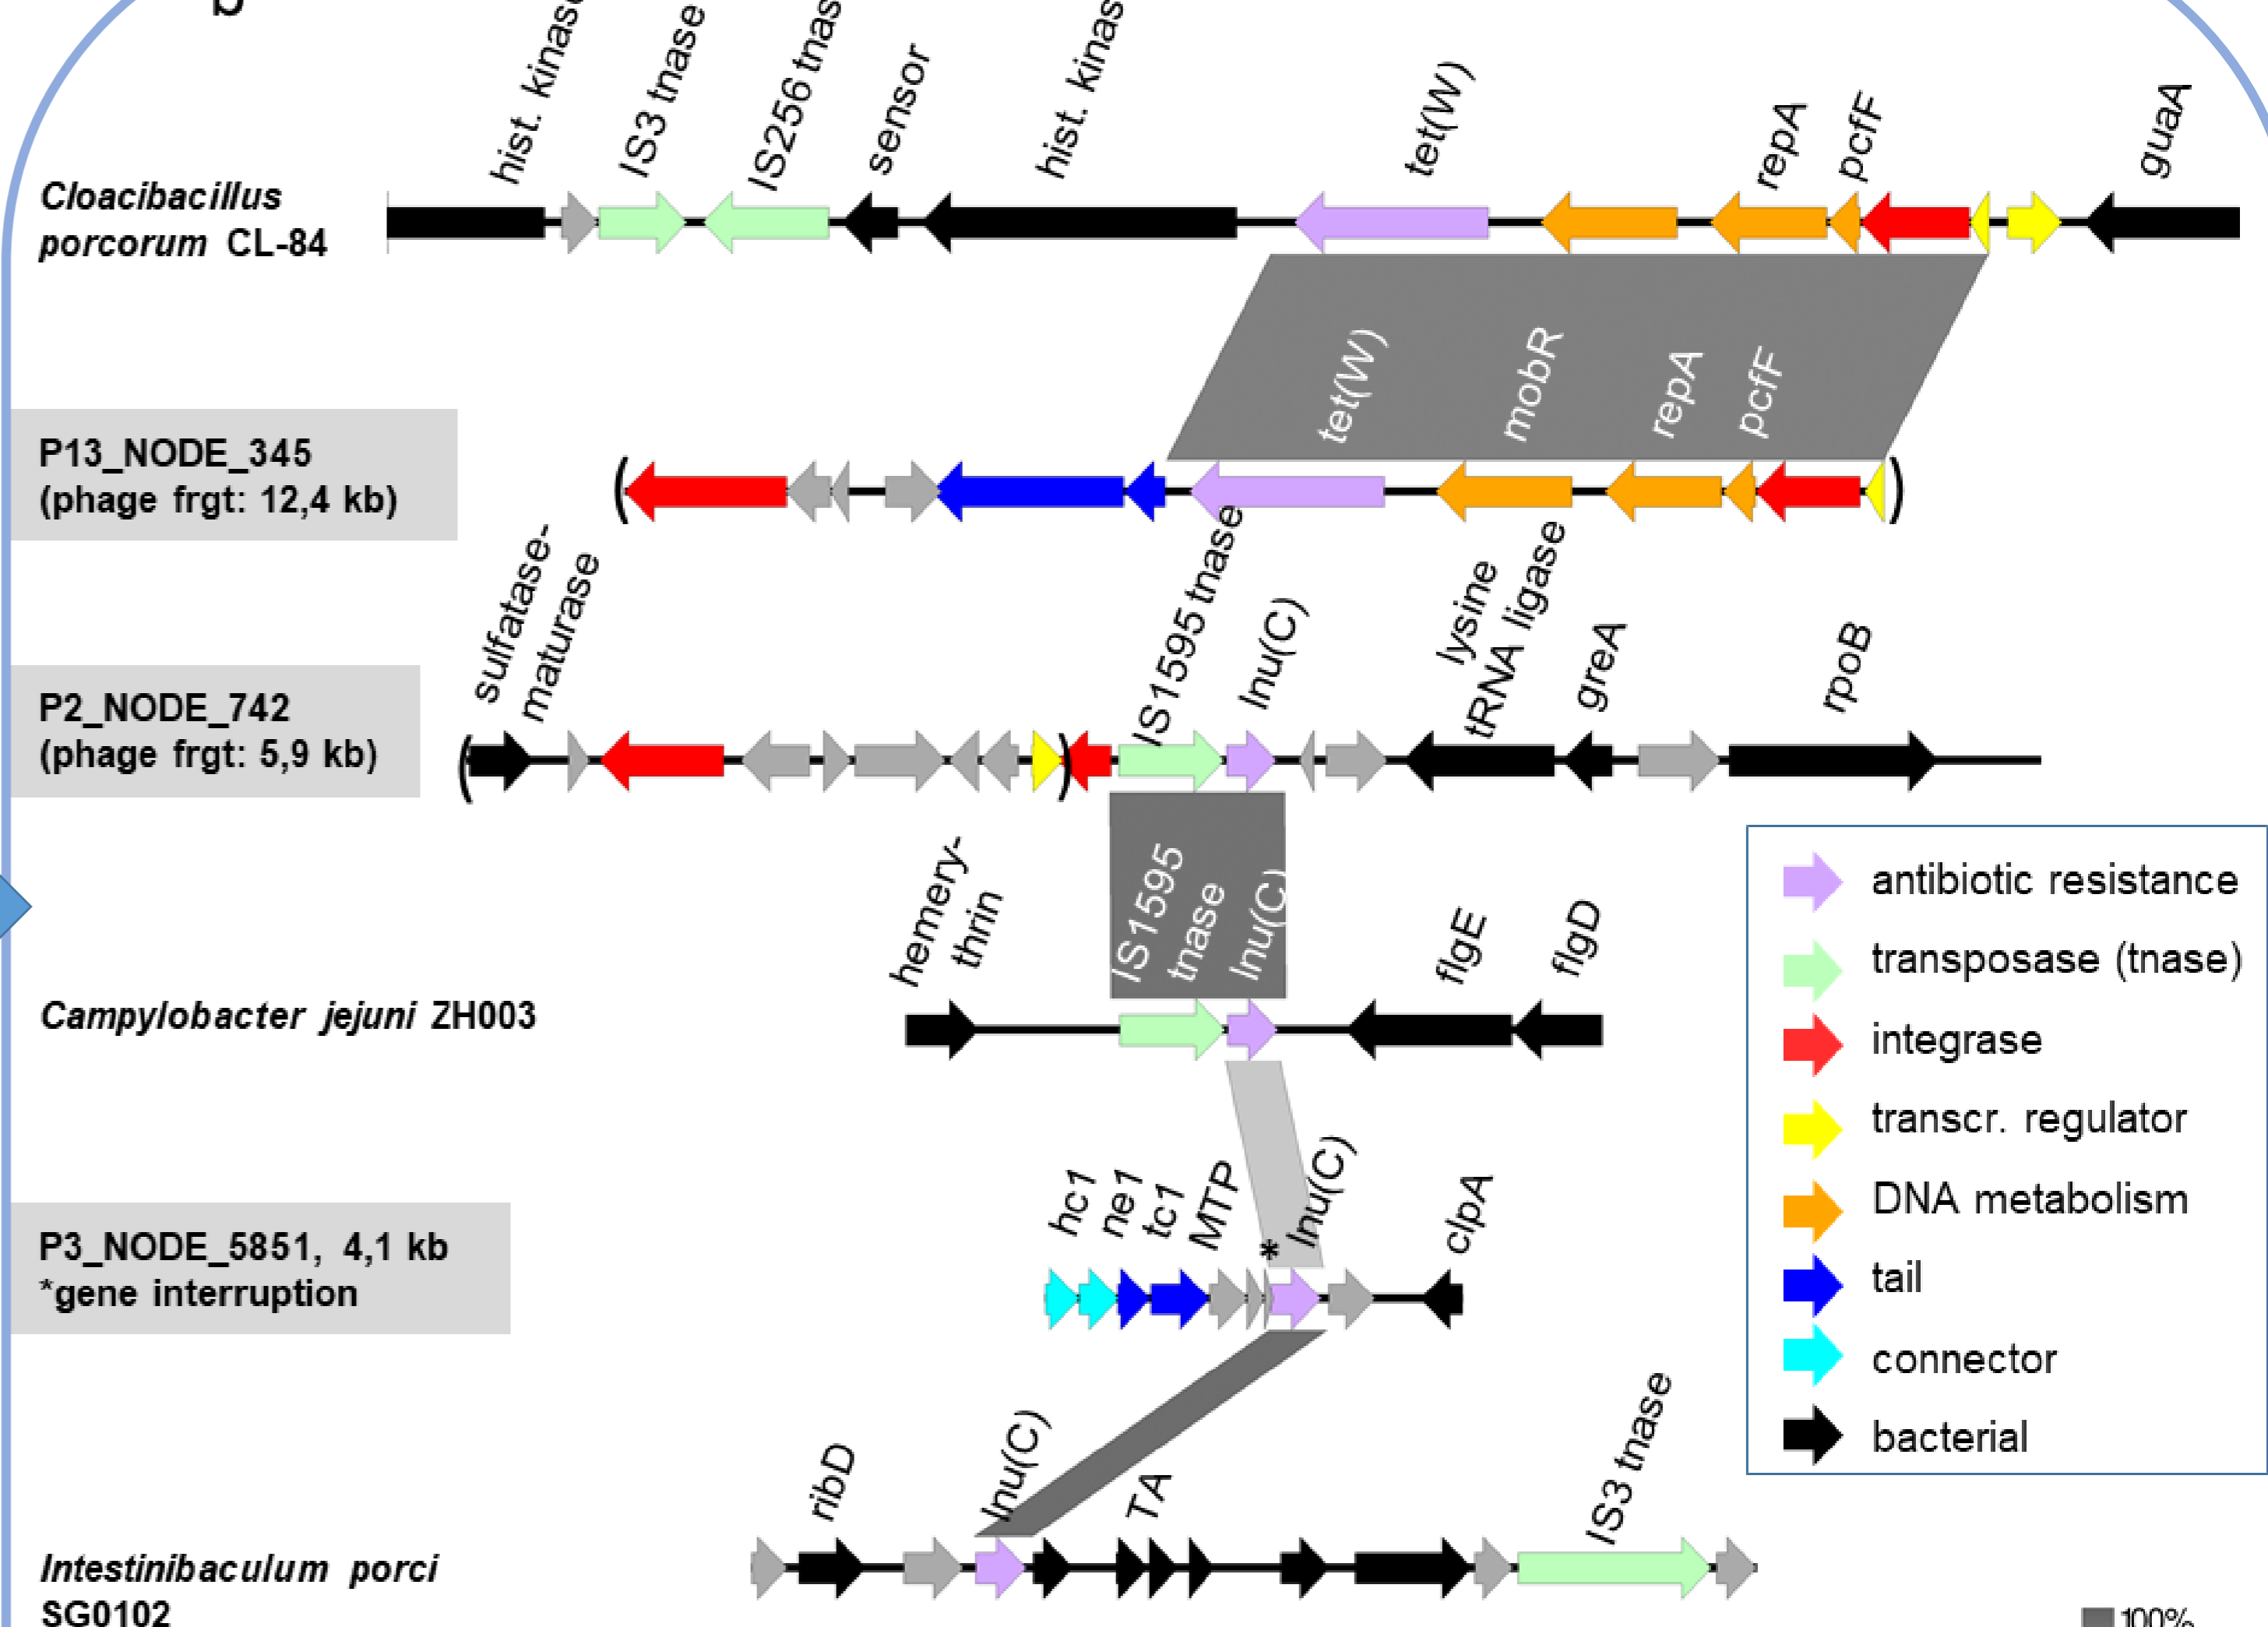 b
hist. kinase
IS3 tnase
IS256 tnas
sensor
hist. kinas
tet(W)
repA
pcfF
guaA
Cloacibacillus
porcorum CL-84
tet(W)
mobR
repA
pcfF
P13_NODE_345
(phage frgt: 12,4 kb)
( )
sulfatase-
maturase
IS1595 tnase
lnu(C)
lysine
tRNA ligase
greA
rpoB
P2_NODE_742
(phage frgt: 5,9 kb)
( )
IS1595
tnase
lnu(C)
hemery-
thrin
flgE
flgD
Campylobacter jejuni ZH003
hc1
ne1
tc1
MTP
*
lnu(C)
clpA
P3_NODE_5851, 4,1 kb
*gene interruption
ribD
lnu(C)
TA
IS3 tnase
Intestinibaculum porci
SG0102
antibiotic resistance
transposase (tnase)
integrase
transcr. regulator
DNA metabolism
tail
connector
bacterial
100%